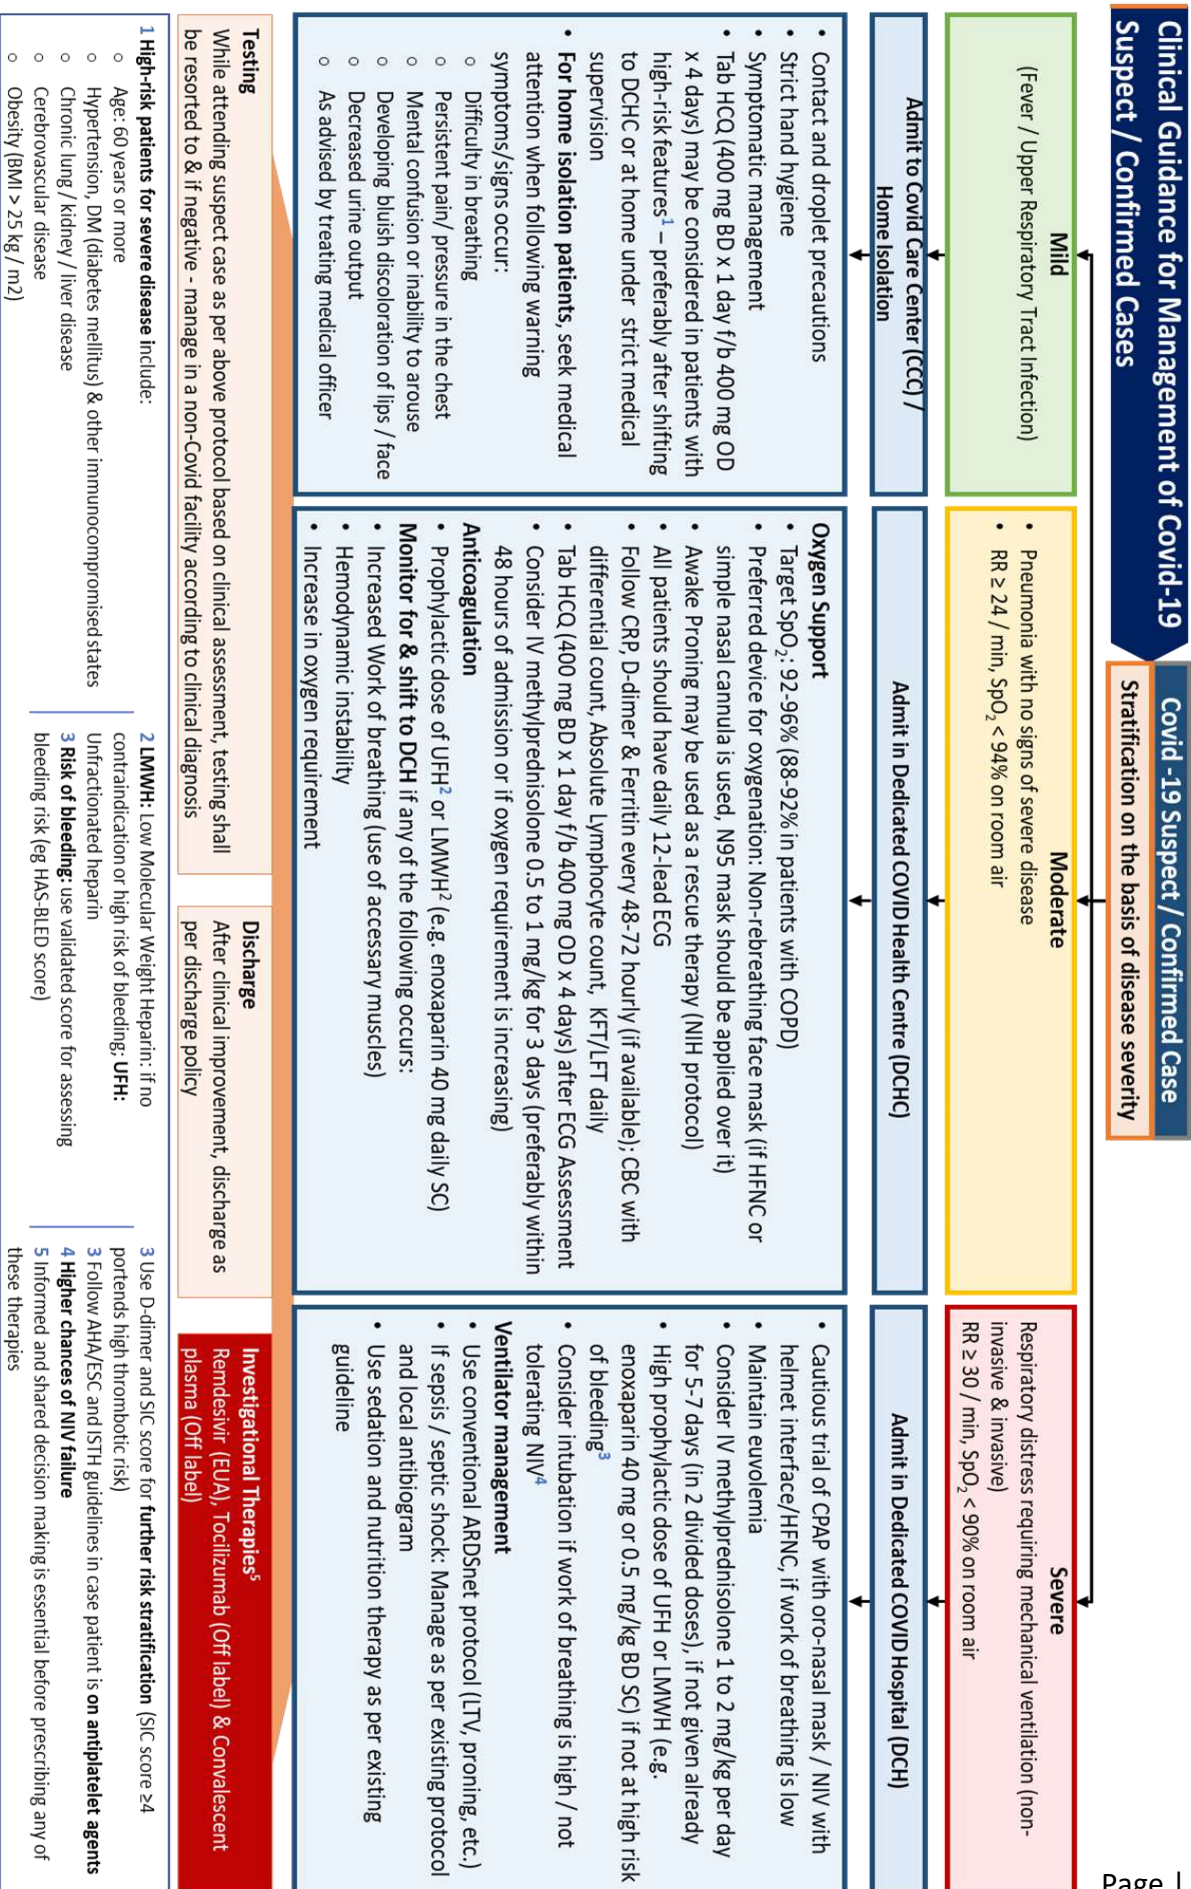 Clinical Guidance for Management of Covid-19
Suspect / Confirmed Cases
Covid -19 Suspect / Confirmed Case
Stratification on the basis of disease severity
Mild
(Fever / Upper Respiratory Tract Infection)
Moderate
• Pneumonia with no signs of severe disease
• RR ≥ 24 / min, SpO2 < 94% on room air
Severe
Respiratory distress requiring mechanical ventilation (non-
invasive & invasive)
RR ≥ 30 / min, SpO2 < 90% on room air
Admit to Covid Care Center (CCC) /
Home Isolation
Admit in Dedicated COVID Health Centre (DCHC)
Admit in Dedicated COVID Hospital (DCH)
• Contact and droplet precautions
• Strict hand hygiene
• Symptomatic management
• Tab HCQ (400 mg BD x 1 day f/b 400 mg OD
x 4 days) may be considered in patients with
high-risk features1 – preferably after shifting
to DCHC or at home under strict medical
supervision
• For home isolation patients, seek medical
attention when following warning
symptoms/signs occur:
○ Difficulty in breathing
○ Persistent pain/ pressure in the chest
○ Mental confusion or inability to arouse
○ Developing bluish discoloration of lips / face
○ Decreased urine output
○ As advised by treating medical officer
Oxygen Support
• Target SpO2: 92-96% (88-92% in patients with COPD)
• Preferred device for oxygenation: Non-rebreathing face mask (if HFNC or
simple nasal cannula is used, N95 mask should be applied over it)
• Awake Proning may be used as a rescue therapy (NIH protocol)
• All patients should have daily 12-lead ECG
• Follow CRP, D-dimer & Ferritin every 48-72 hourly (if available); CBC with
differential count, Absolute Lymphocyte count, KFT/LFT daily
• Tab HCQ (400 mg BD x 1 day f/b 400 mg OD x 4 days) after ECG Assessment
• Consider IV methylprednisolone 0.5 to 1 mg/kg for 3 days (preferably within
48 hours of admission or if oxygen requirement is increasing)
Anticoagulation
• Prophylactic dose of UFH2 or LMWH2 (e.g. enoxaparin 40 mg daily SC)
Monitor for & shift to DCH if any of the following occurs:
• Increased Work of breathing (use of accessary muscles)
• Hemodynamic instability
• Increase in oxygen requirement
• Cautious trial of CPAP with oro-nasal mask / NIV with
helmet interface/HFNC, if work of breathing is low
• Maintain euvolemia
• Consider IV methylprednisolone 1 to 2 mg/kg per day
for 5-7 days (in 2 divided doses), if not given already
• High prophylactic dose of UFH or LMWH (e.g.
enoxaparin 40 mg or 0.5 mg/kg BD SC) if not at high risk
of bleeding3
• Consider intubation if work of breathing is high / not
tolerating NIV4
Ventilator management
• Use conventional ARDSnet protocol (LTV, proning, etc.)
• If sepsis / septic shock: Manage as per existing protocol
and local antibiogram
• Use sedation and nutrition therapy as per existing
guideline
Testing
While attending suspect case as per above protocol based on clinical assessment, testing shall
be resorted to & if negative - manage in a non-Covid facility according to clinical diagnosis
Discharge
After clinical improvement, discharge as
per discharge policy
Investigational Therapies5
Remdesivir (EUA), Tocilizumab (Off label) & Convalescent
plasma (Off label)
1 High-risk patients for severe disease include:
○ Age: 60 years or more
○ Hypertension, DM (diabetes mellitus) & other immunocompromised states
○ Chronic lung / kidney / liver disease
○ Cerebrovascular disease
○ Obesity (BMI > 25 kg / m2)
2 LMWH: Low Molecular Weight Heparin: if no
contraindication or high risk of bleeding; UFH:
Unfractionated heparin
3 Risk of bleeding: use validated score for assessing
bleeding risk (eg HAS-BLED score)
3 Use D-dimer and SIC score for further risk stratification (SIC score ≥4
portends high thrombotic risk)
3 Follow AHA/ESC and ISTH guidelines in case patient is on antiplatelet agents
4 Higher chances of NIV failure
5 Informed and shared decision making is essential before prescribing any of
these therapies
Page |